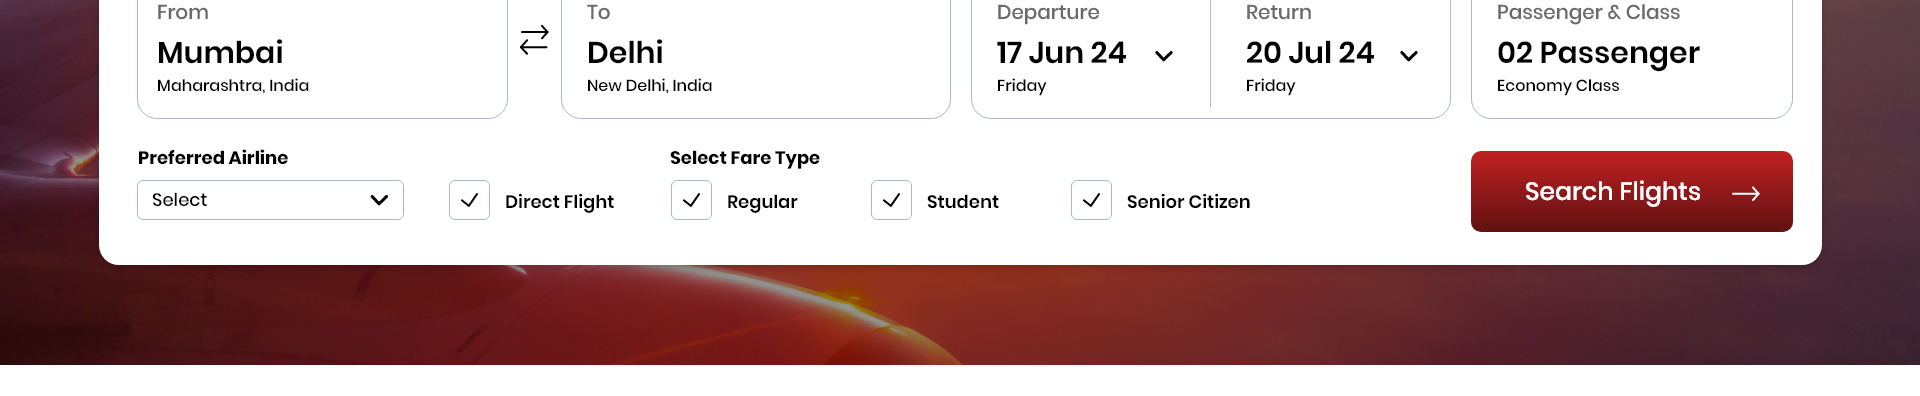 From
Mumbai
Maharashtra, India
To
Delhi
New Delhi, India
Departure
17 Jun 24
Friday
Return
20 Jul 24
Friday
Passenger & Class
02 Passenger
Economy Class
Preferred Airline
Select
Direct Flight
Select Fare Type
Regular
Student
Senior Citizen
Search Flights